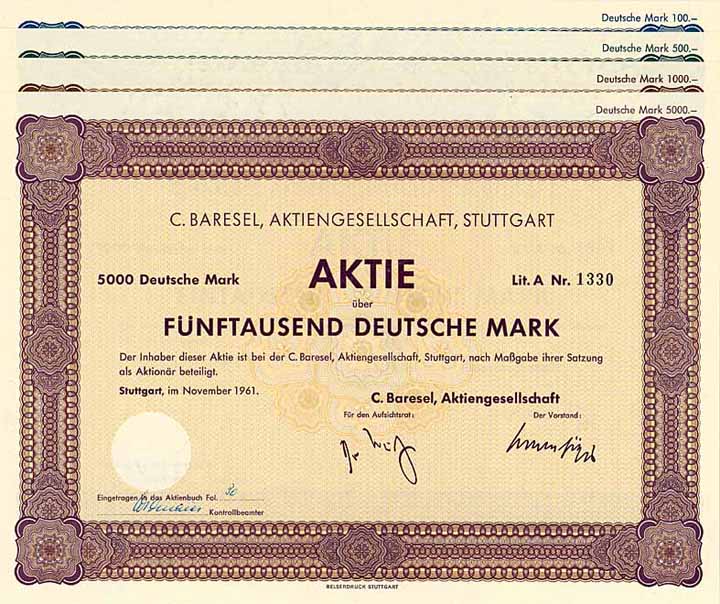 Deutsche Mark 100.–
Deutsche Mark 500.–
Deutsche Mark 1000.–
Deutsche Mark 5000.–
C. BARESEL, AKTIENGESELLSCHAFT, STUTTGART
5000 Deutsche Mark AKTIE Lit. A Nr. 1330
über
FÜNFTAUSEND DEUTSCHE MARK
Der Inhaber dieser Aktie ist bei der C. Baresel, Aktiengesellschaft, Stuttgart, nach Maßgabe ihrer Satzung
als Aktionär beteiligt.
Stuttgart, im November 1961.
C. Baresel, Aktiengesellschaft
Für den Aufsichtsrat: Der Vorstand:
Eingetragen in das Aktienbuch Fol.
Kontrollbeamter
BELSERDRUCK STUTTGART